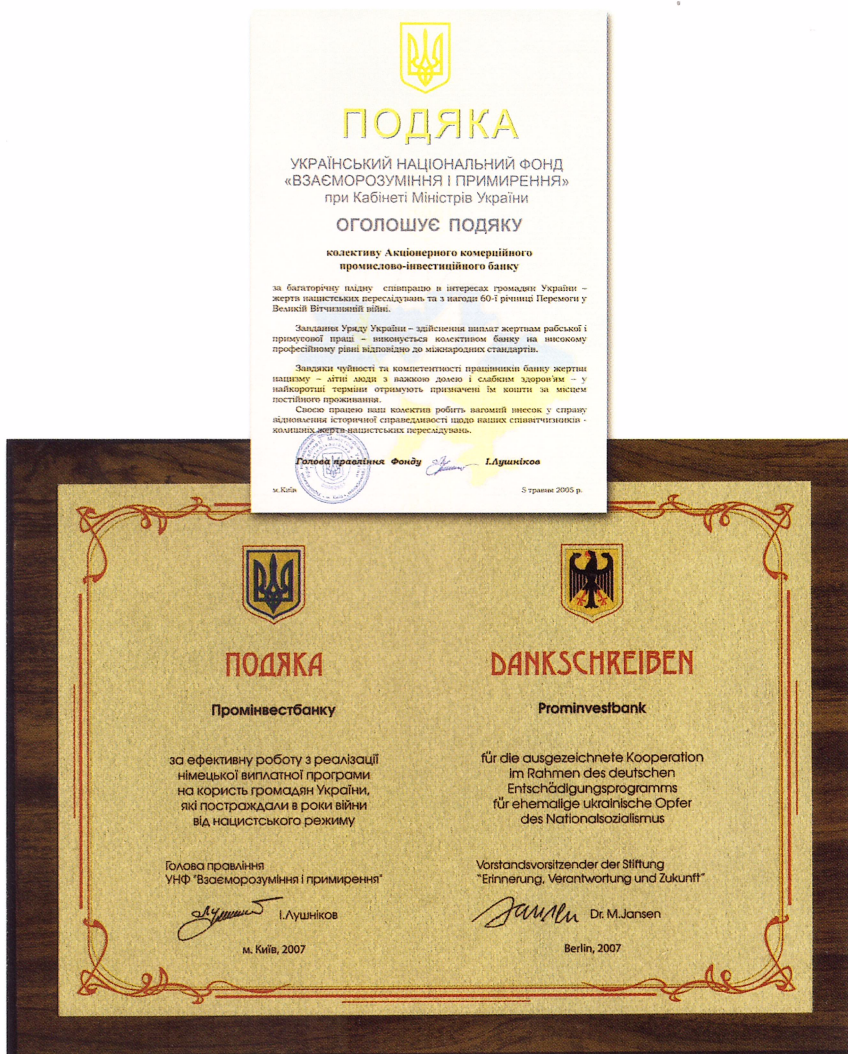 ПОДЯКА
УКРАЇНСЬКИЙ НАЦІОНАЛЬНИЙ ФОНД
«ВЗАЄМОРОЗУМІННЯ І ПРИМИРЕННЯ»
при Кабінеті Міністрів України
ОГОЛОШУЄ ПОДЯКУ
колективу Акціонерного комерційного
промислово-інвестиційного банку
за багаторічну плідну співпрацю в інтересах громадян України –
жертв нацистських переслідувань та з нагоди 60-ї річниці Перемоги у
Великій Вітчизняній війні.
Завдання Уряду України – здійснення виплат жертвам рабської і
примусової праці – виконується колективом банку на високому
професійному рівні відповідно до міжнародних стандартів.
Завдяки чуйності та компетентності працівників банку жертви
нацизму – літні люди з важкою долею і слабким здоров'ям – у
найкоротші терміни отримують призначені їм кошти за місцем
постійного проживання.
Своєю працею ваш колектив робить вагомий внесок у справу
відновлення історичної справедливості щодо наших співвітчизників -
колишніх жертв нацистських переслідувань.
Голова правління Фонду І.Лушніков
м.Київ 5 травня 2005 р.
ПОДЯКА
Промінвестбанку
за ефективну роботу з реалізації
німецької виплатної програми
на користь громадян України,
які постраждали в роки війни
від нацистського режиму
Голова правління
УНФ "Взаєморозуміння і примирення"
І.Лушніков
м. Київ, 2007
DANKSCHREIBEN
Prominvestbank
für die ausgezeichnete Kooperation
im Rahmen des deutschen
Entschädigungsprogramms
für ehemalige ukrainische Opfer
des Nationalsozialismus
Vorstandsvorsitzender der Stiftung
"Erinnerung, Verantwortung und Zukunft"
Dr. M.Jansen
Berlin, 2007